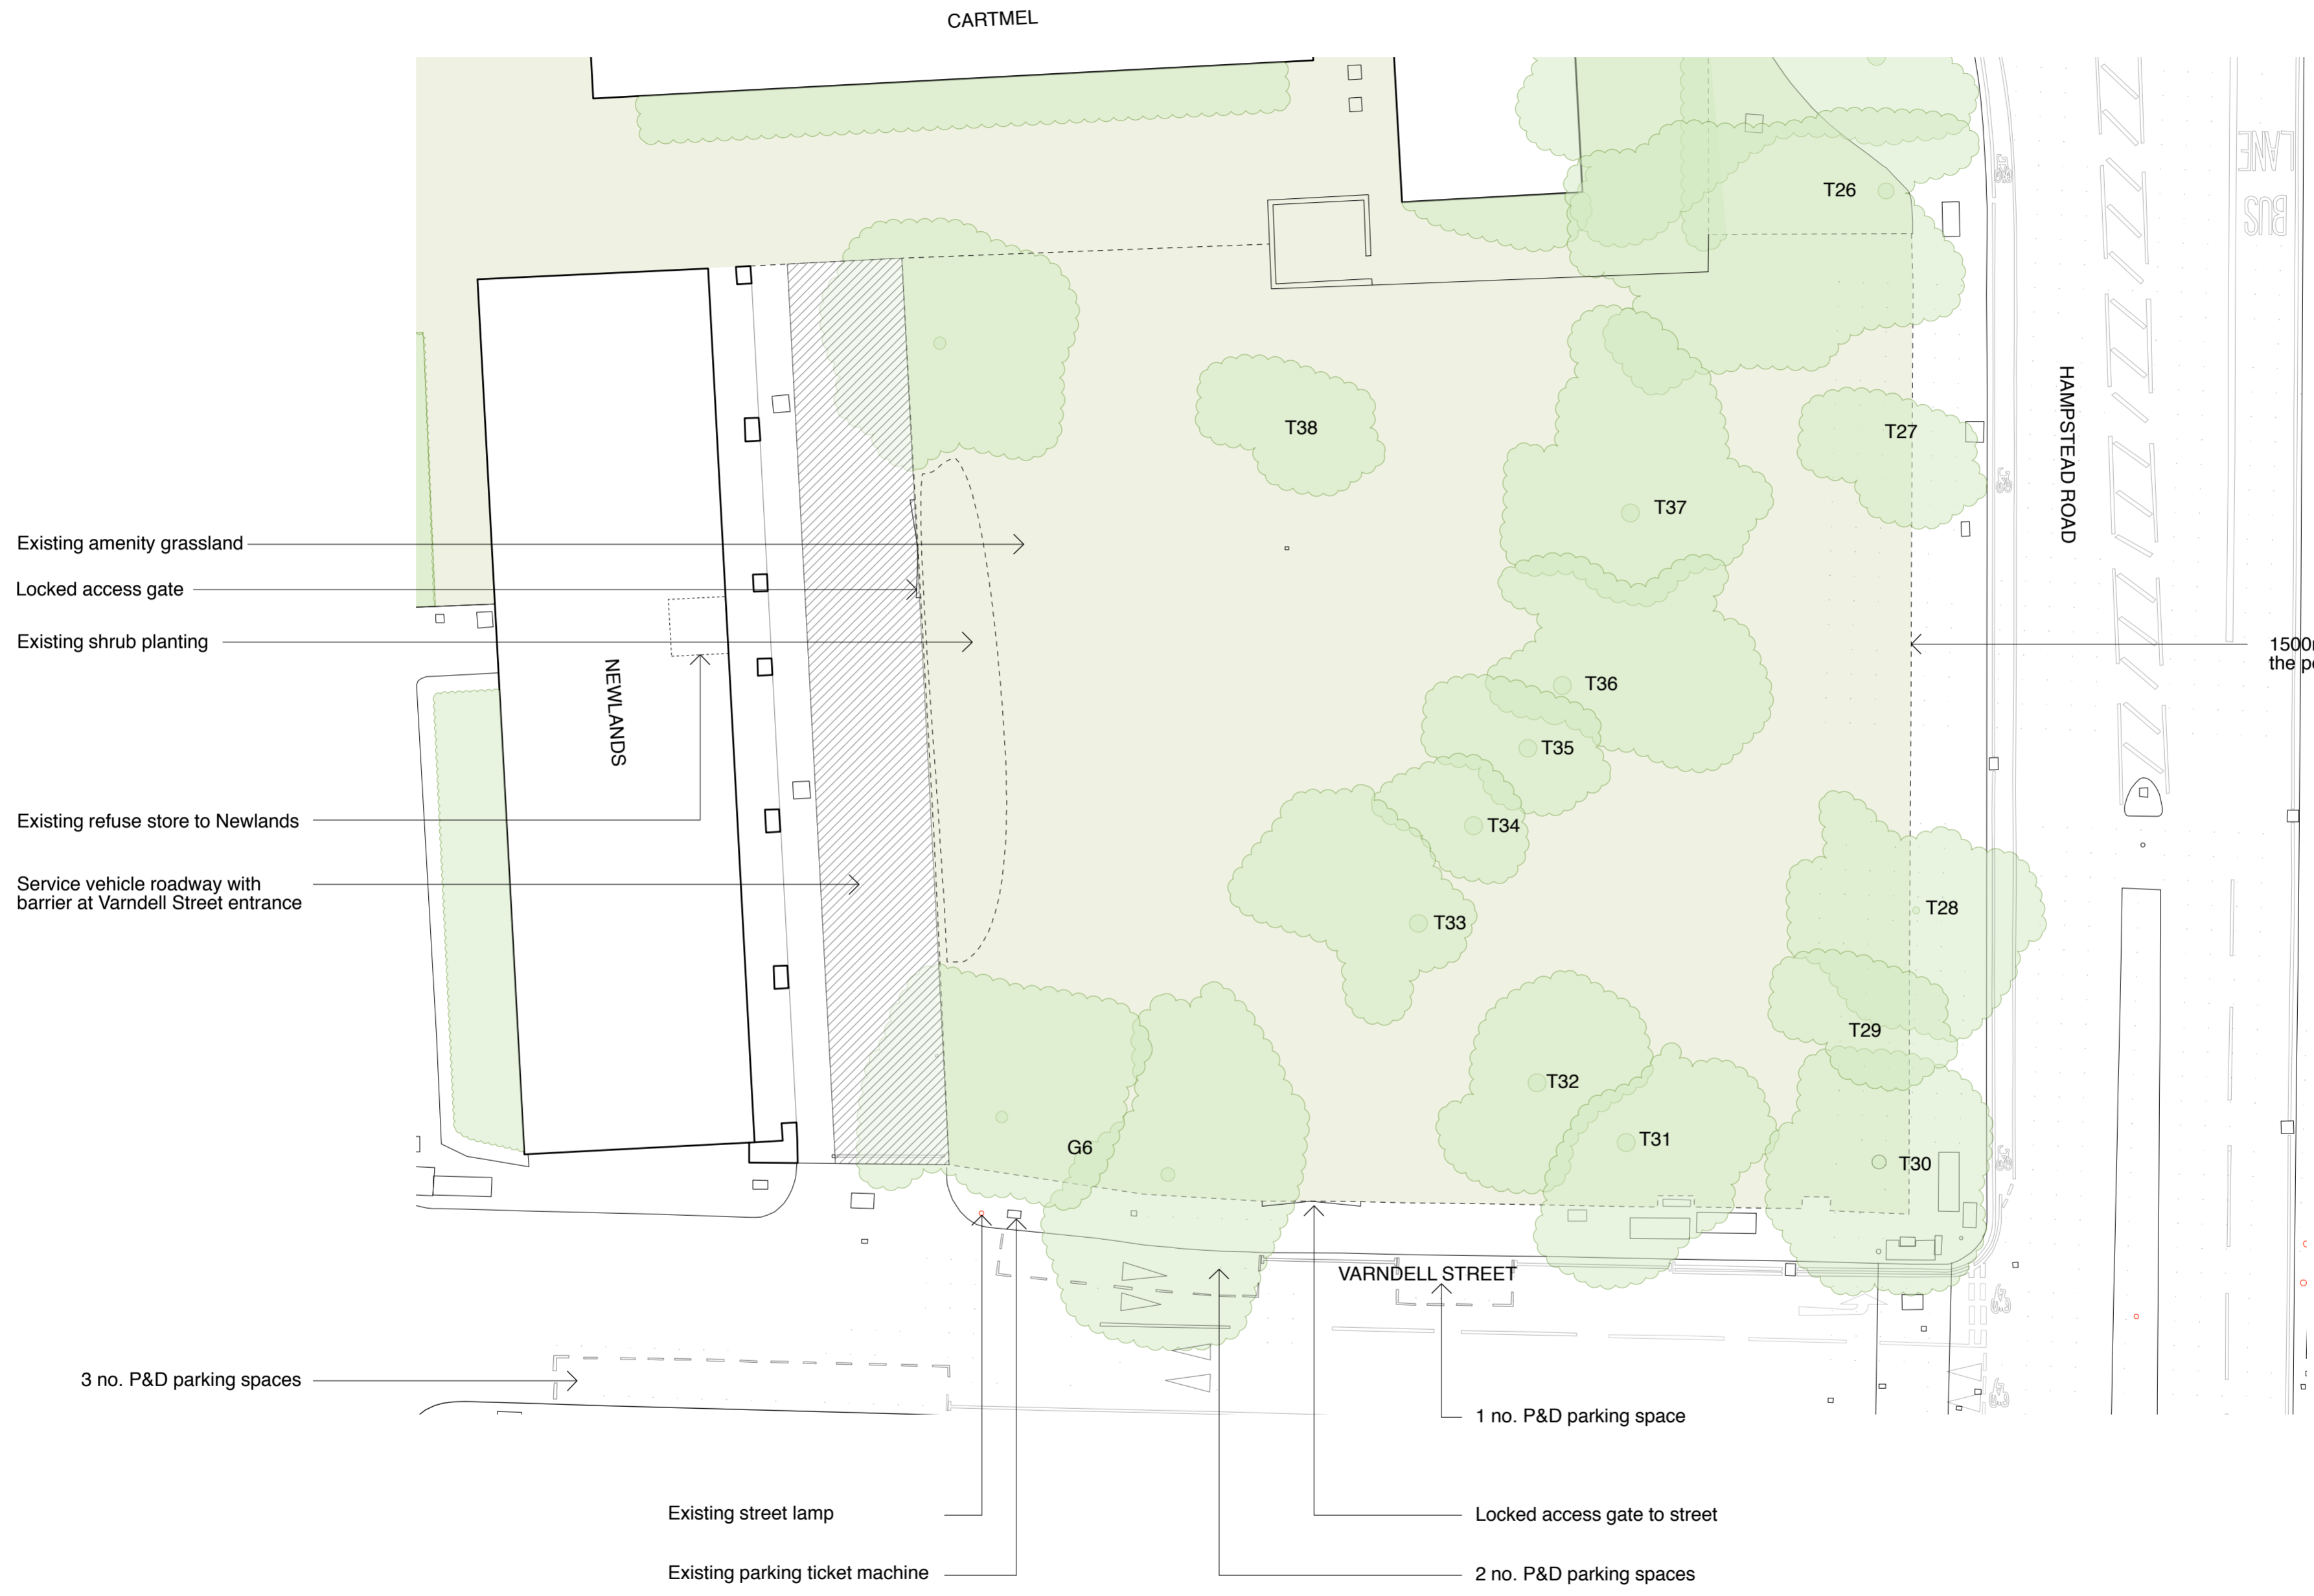 CARTMEL
LANE
BUS
T26
HAMPSTEAD ROAD
T27
T38
T37
Existing amenity grassland
Locked access gate
Existing shrub planting
NEWLANDS
T36
T35
T34
T33
T28
T29
T32
T31
T30
G6
Existing refuse store to Newlands
Service vehicle roadway with
barrier at Varndell Street entrance
VARNDELL STREET
3 no. P&D parking spaces
1 no. P&D parking space
Existing street lamp
Locked access gate to street
Existing parking ticket machine
2 no. P&D parking spaces
the